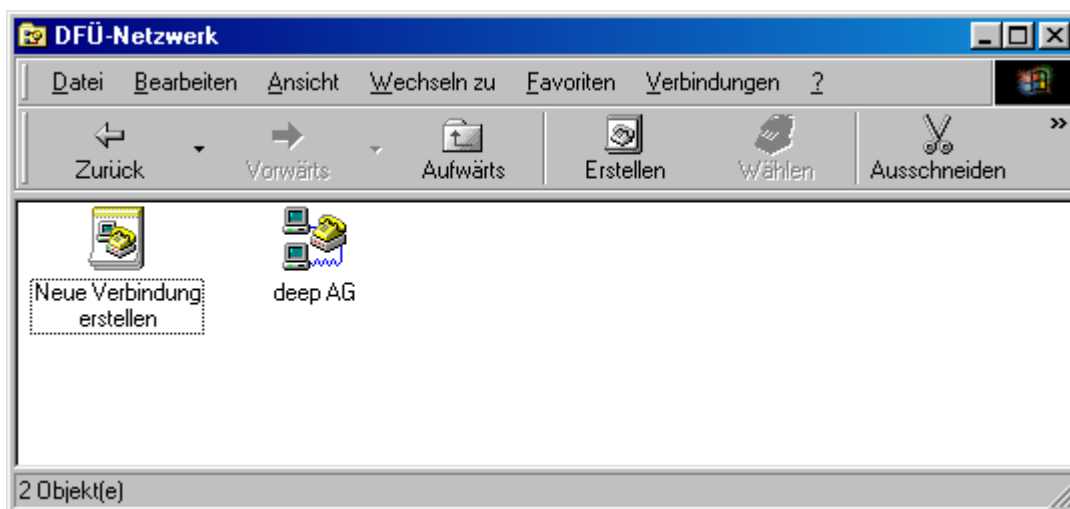 DFÜ-Netzwerk
Datei Bearbeiten Ansicht Wechseln zu Favoriten Verbindungen ?
Zurück Vorwärts Aufwärts Erstellen Wählen Ausschneiden »
Neue Verbindung deep AG
erstellen
2 Objekt(e)